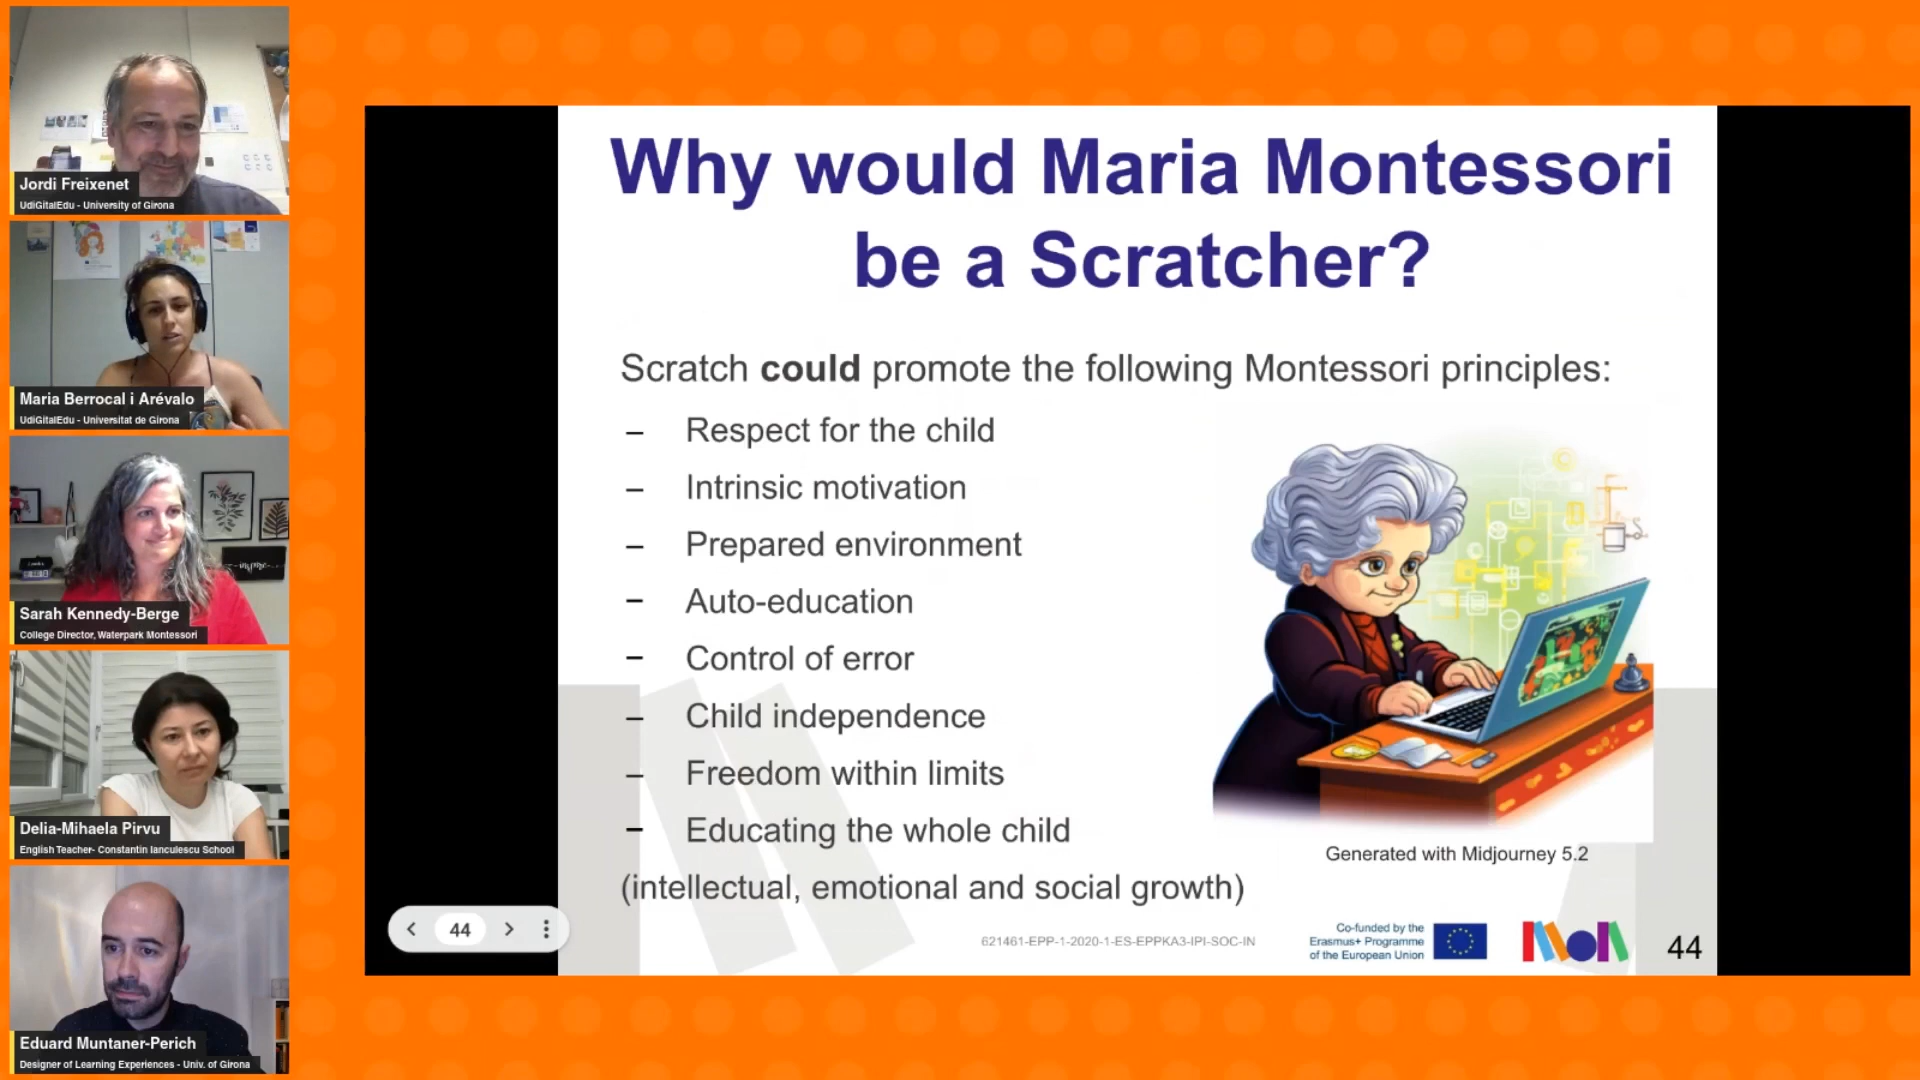 Jordi Freixenet
UdiGitalEdu - University of Girona
Maria Berrocal i Arévalo
UdiGitalEdu - Universitat de Girona
Sarah Kennedy-Berge
College Director, Waterpark Montessori
Delia-Mihaela Pirvu
English Teacher- Constantin Ianculescu School
Eduard Muntaner-Perich
Designer of Learning Experiences - Univ. of Girona
Why would Maria Montessori
be a Scratcher?
Scratch could promote the following Montessori principles:
– Respect for the child
– Intrinsic motivation
– Prepared environment
– Auto-education
– Control of error
– Child independence
– Freedom within limits
– Educating the whole child
(intellectual, emotional and social growth)
Generated with Midjourney 5.2
44
621461-EPP-1-2020-1-ES-EPPKA3-IPI-SOC-IN
Co-funded by the
Erasmus+ Programme
of the European Union
44